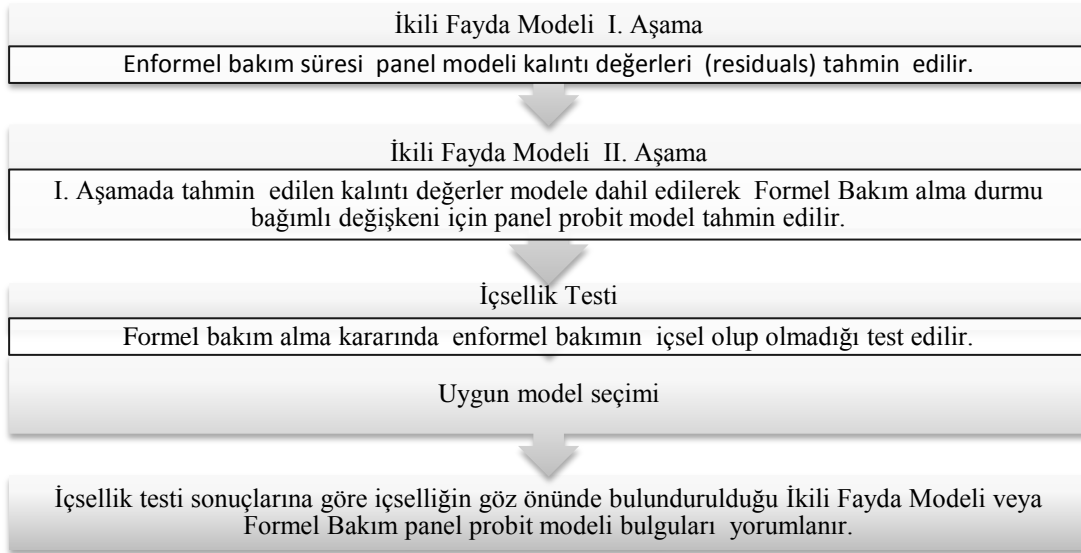 İkili Fayda Modeli I. Aşama
Enformel bakım süresi panel modeli kalıntı değerleri (residuals) tahmin edilir.
İkili Fayda Modeli II. Aşama
I. Aşamada tahmin edilen kalıntı değerler modele dahil edilerek Formel Bakım alma durmu
bağımlı değişkeni için panel probit model tahmin edilir.
İçsellik Testi
Formel bakım alma kararında enformel bakımın içsel olup olmadığı test edilir.
Uygun model seçimi
İçsellik testi sonuçlarına göre içselliğin göz önünde bulundurulduğu İkili Fayda Modeli veya
Formel Bakım panel probit modeli bulguları yorumlanır.